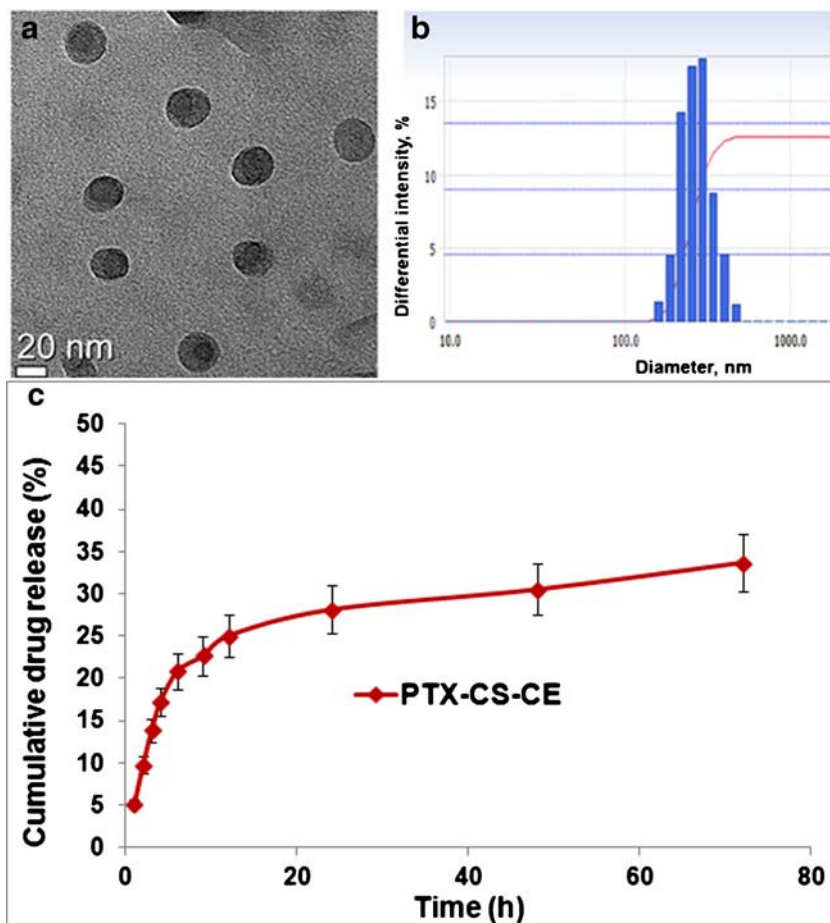 a
20 nm
b
Differential intensity, %
15
10
5
0
10.0 100.0 1000.0
Diameter, nm
c
Cumulative drug release (%)
50
45
40
35
30
25
20
15
10
5
0
PTX-CS-CE
0 20 40 60 80
Time (h)